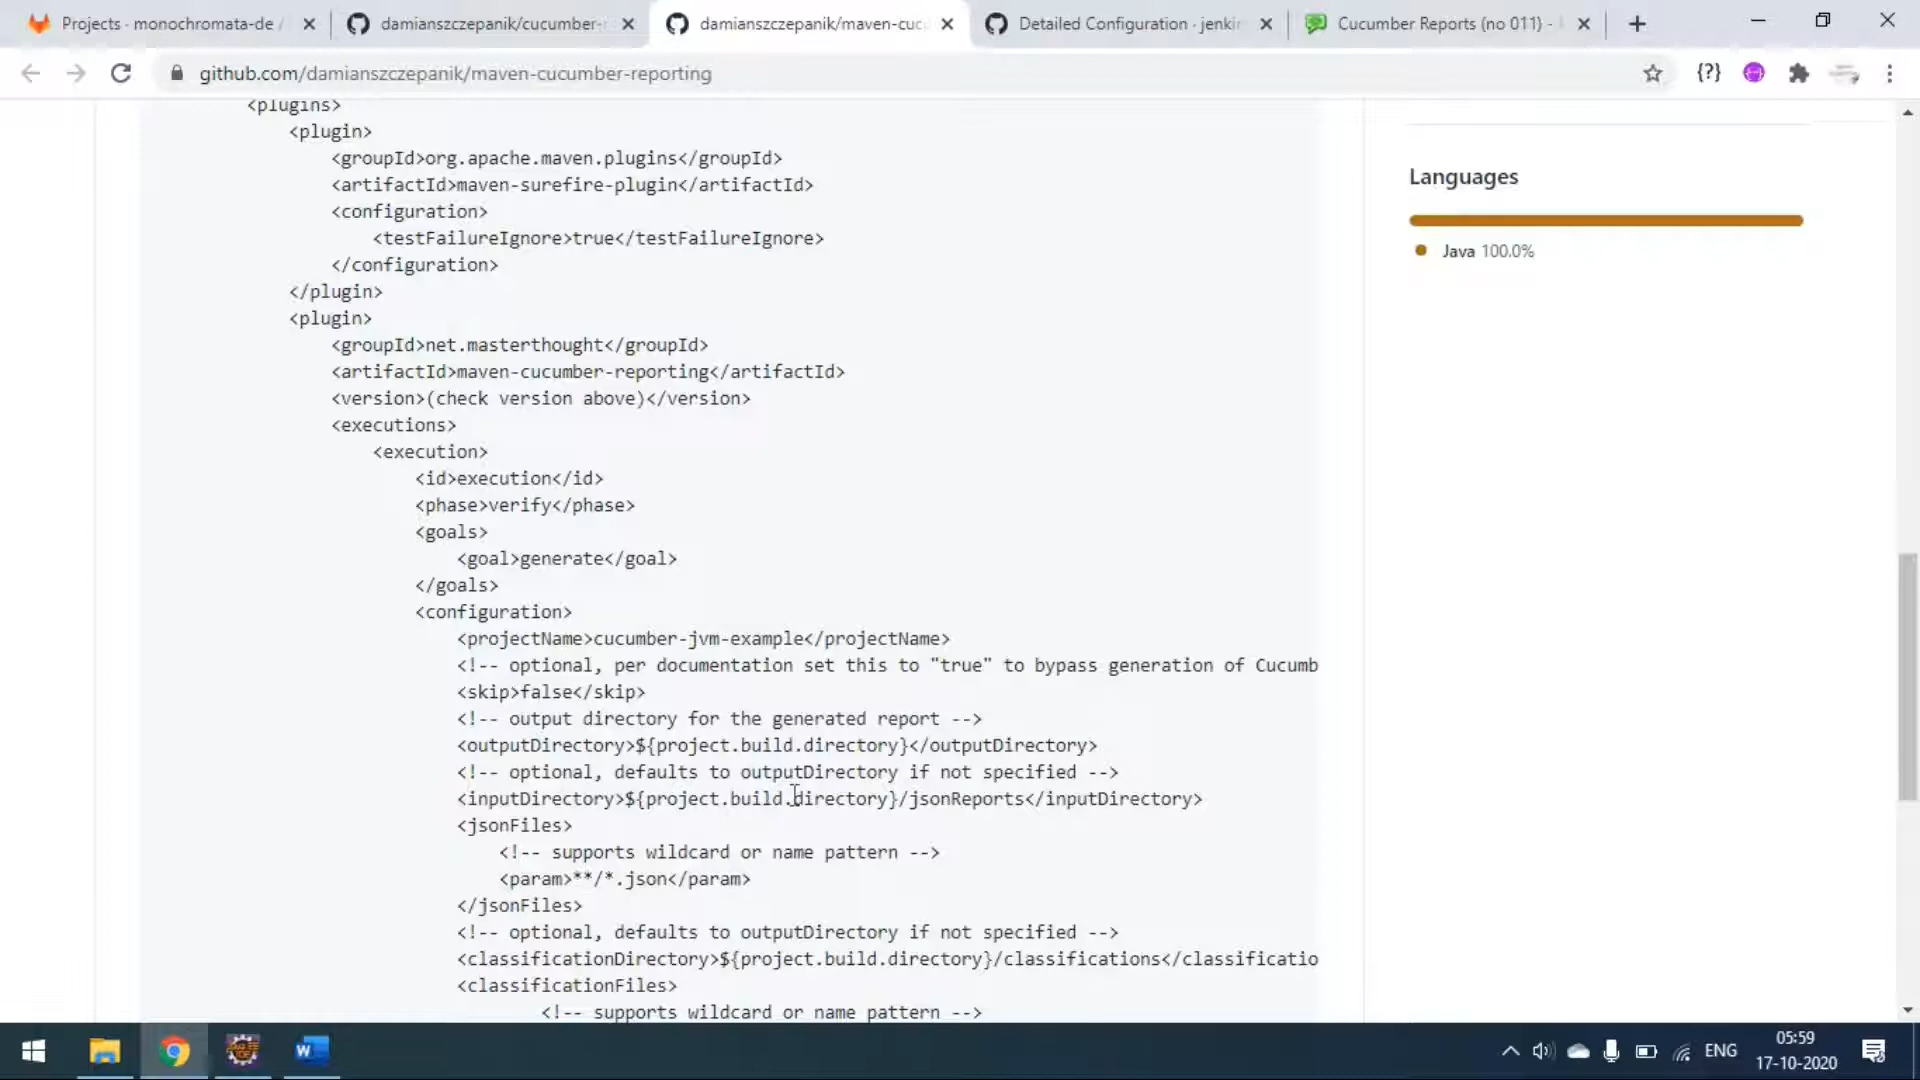 Projects - monochromata-de /
damianszczepanik/cucumber-r
damianszczepanik/maven-cuc
Detailed Configuration · jenkin
Cucumber Reports (no 011) -
github.com/damianszczepanik/maven-cucumber-reporting
{?}
<plugins>
<plugin>
<groupId>org.apache.maven.plugins</groupId>
<artifactId>maven-surefire-plugin</artifactId>
<configuration>
<testFailureIgnore>true</testFailureIgnore>
</configuration>
</plugin>
<plugin>
<groupId>net.masterthought</groupId>
<artifactId>maven-cucumber-reporting</artifactId>
<version>(check version above)</version>
<executions>
<execution>
<id>execution</id>
<phase>verify</phase>
<goals>
<goal>generate</goal>
</goals>
<configuration>
<projectName>cucumber-jvm-example</projectName>
<!-- optional, per documentation set this to "true" to bypass generation of Cucumb
<skip>false</skip>
<!-- output directory for the generated report -->
<outputDirectory>${project.build.directory}</outputDirectory>
<!-- optional, defaults to outputDirectory if not specified -->
<inputDirectory>${project.build.directory}/jsonReports</inputDirectory>
<jsonFiles>
<!-- supports wildcard or name pattern -->
<param>**/*.json</param>
</jsonFiles>
<!-- optional, defaults to outputDirectory if not specified -->
<classificationDirectory>${project.build.directory}/classifications</classificatio
<classificationFiles>
<!-- supports wildcard or name pattern -->
Languages
Java 100.0%
ENG
05:59
17-10-2020